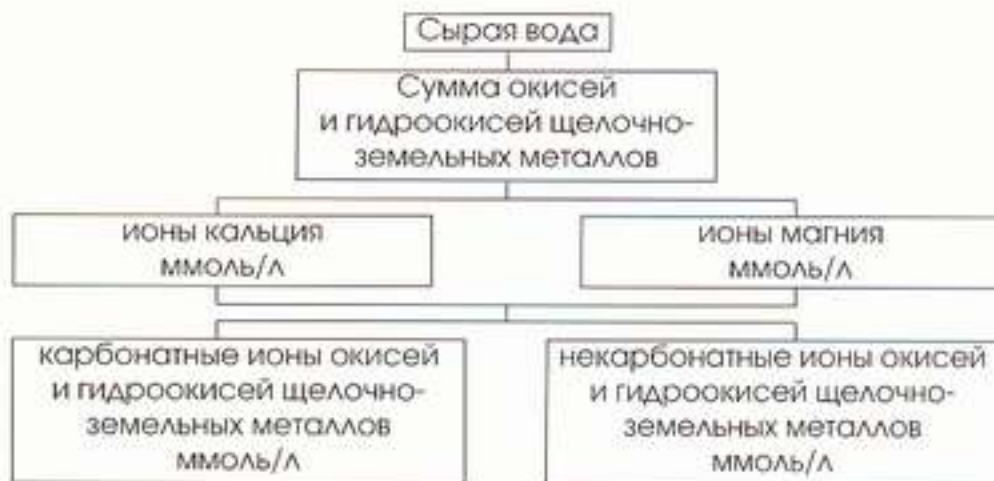 Сырая вода
Сумма окисей
и гидроокисей щелочно-
земельных металлов
ионы кальция
ммоль/л
ионы магния
ммоль/л
карбонатные ионы окисей
и гидроокисей щелочно-
земельных металлов
ммоль/л
некарбонатные ионы окисей
и гидроокисей щелочно-
земельных металлов
ммоль/л